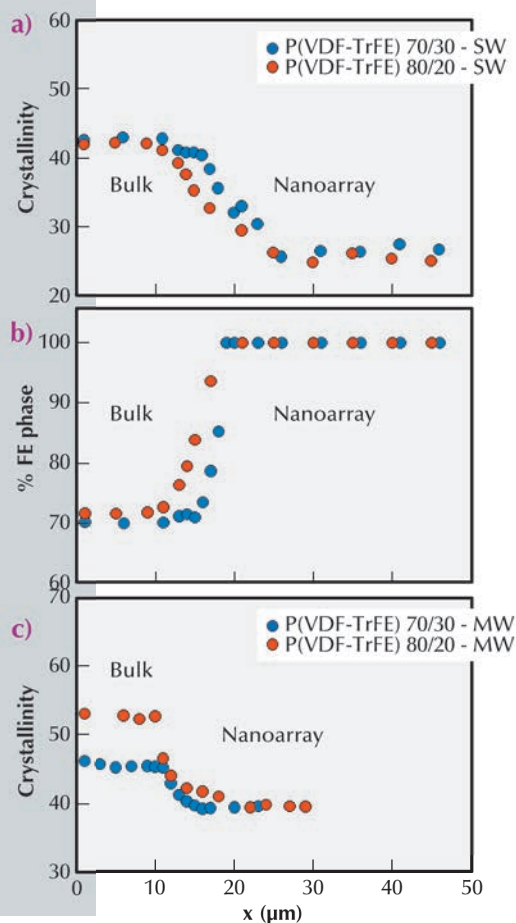 a)
60
50
40
30
20
Crystallinity
P(VDF-TrFE) 70/30 - SW
P(VDF-TrFE) 80/20 - SW
Bulk
Nanoarray
b)
100
90
80
70
60
% FE phase
Bulk
Nanoarray
c)
70
60
50
40
30
Crystallinity
P(VDF-TrFE) 70/30 - MW
P(VDF-TrFE) 80/20 - MW
Bulk
Nanoarray
0 10 20 30 40 50
x (µm)